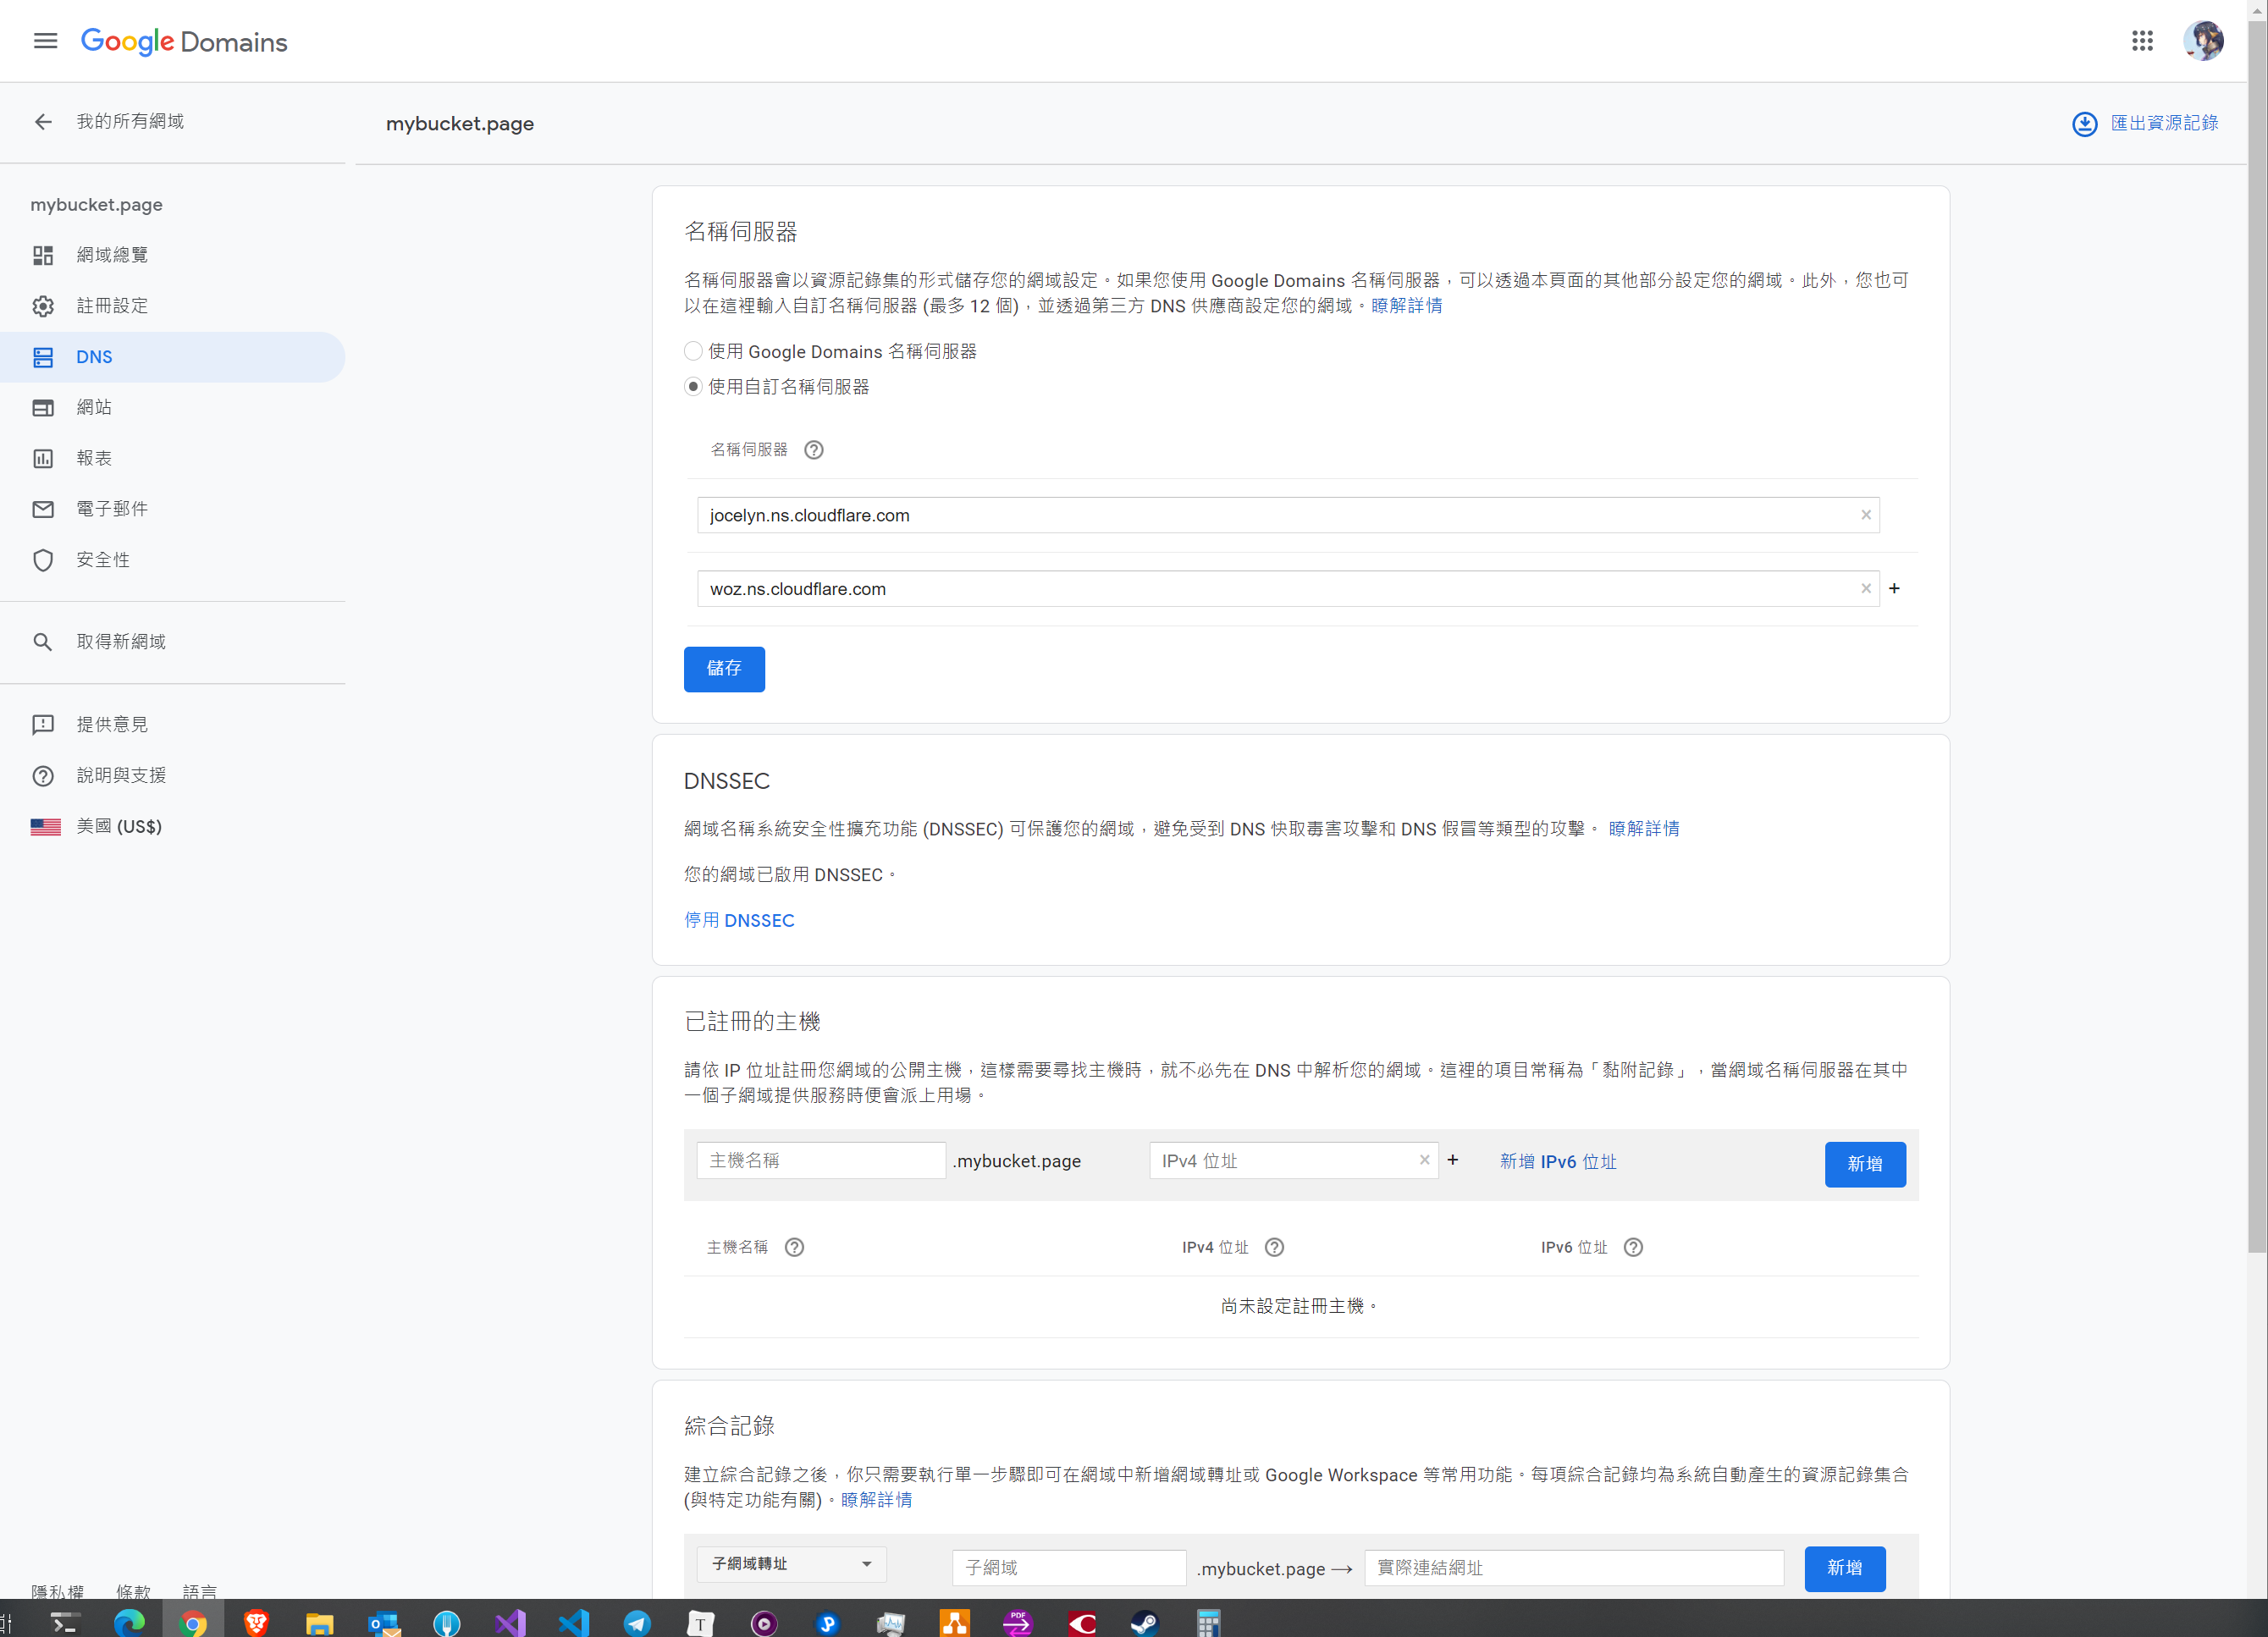 Google Domains
我的所有網域
mybucket.page
匯出資源記錄
mybucket.page
網域總覽
註冊設定
DNS
網站
報表
電子郵件
安全性
取得新網域
提供意見
說明與支援
美國 (US$)
隱私權 條款 語言
名稱伺服器
名稱伺服器會以資源記錄集的形式儲存您的網域設定。如果您使用 Google Domains 名稱伺服器，可以透過本頁面的其他部分設定您的網域。此外，您也可
以在這裡輸入自訂名稱伺服器 (最多 12 個)，並透過第三方 DNS 供應商設定您的網域。瞭解詳情
使用 Google Domains 名稱伺服器
使用自訂名稱伺服器
名稱伺服器
jocelyn.ns.cloudflare.com
woz.ns.cloudflare.com
儲存
DNSSEC
網域名稱系統安全性擴充功能 (DNSSEC) 可保護您的網域，避免受到 DNS 快取毒害攻擊和 DNS 假冒等類型的攻擊。 瞭解詳情
您的網域已啟用 DNSSEC。
停用 DNSSEC
已註冊的主機
請依 IP 位址註冊您網域的公開主機，這樣需要尋找主機時，就不必先在 DNS 中解析您的網域。這裡的項目常稱為「黏附記錄」，當網域名稱伺服器在其中
一個子網域提供服務時便會派上用場。
主機名稱 .mybucket.page IPv4 位址 新增 IPv6 位址 新增
主機名稱 IPv4 位址 IPv6 位址
尚未設定註冊主機。
綜合記錄
建立綜合記錄之後，你只需要執行單一步驟即可在網域中新增網域轉址或 Google Workspace 等常用功能。每項綜合記錄均為系統自動產生的資源記錄集合
(與特定功能有關)。瞭解詳情
子網域轉址 子網域 .mybucket.page → 實際連結網址 新增